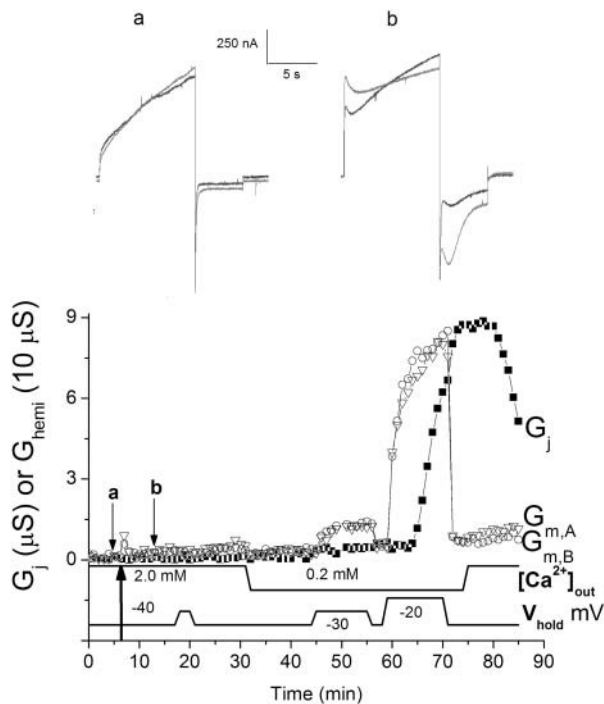 a
b
250 nA
5 s
G_j (µS) or G_hemi (10 µS)
9
6
3
0
a
b
G_j
G_m,A
G_m,B
2.0 mM
0.2 mM
[Ca²⁺]_out
-40
-30
-20
V_hold mV
0 10 20 30 40 50 60 70 80 90
Time (min)